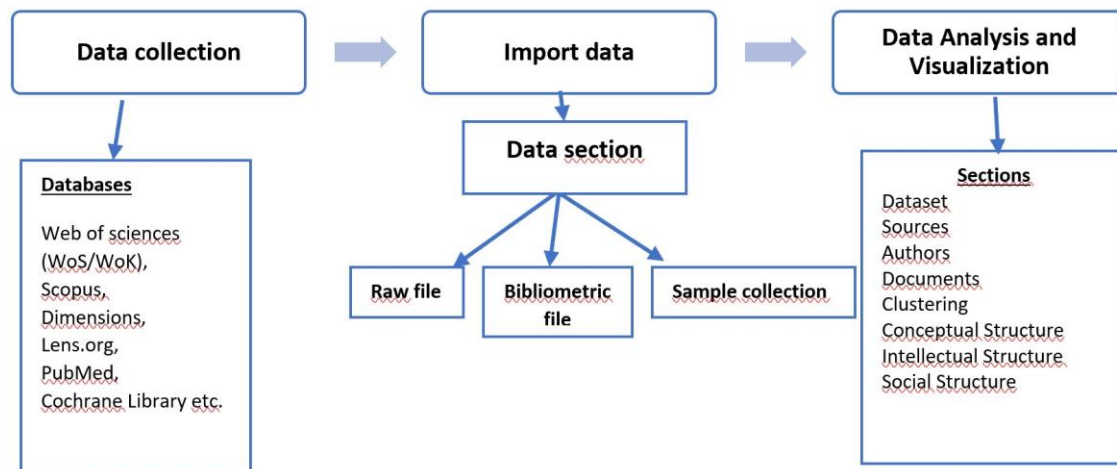 Data collection
Import data
Data Analysis and
Visualization
Data section
Databases
Web of sciences
(WoS/WoK),
Scopus,
Dimensions,
Lens.org,
PubMed,
Cochrane Library etc.
Raw file
Bibliometric
file
Sample collection
Sections
Dataset
Sources
Authors
Documents
Clustering
Conceptual Structure
Intellectual Structure
Social Structure